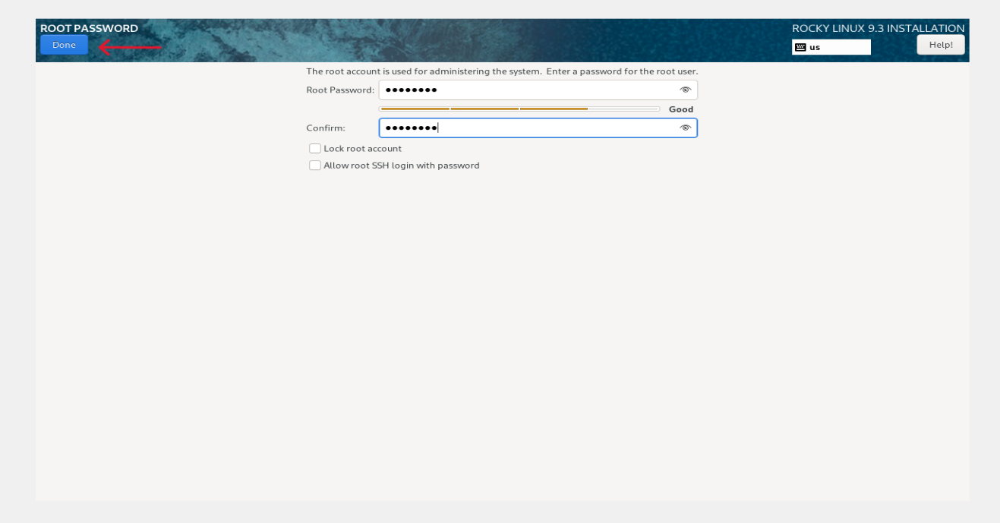 ROOT PASSWORD
ROCKY LINUX 9.3 INSTALLATION
Done
us
Help!
The root account is used for administering the system.  Enter a password for the root user.
Root Password: ●●●●●●●●
Good
Confirm: ●●●●●●●●
Lock root account
Allow root SSH login with password